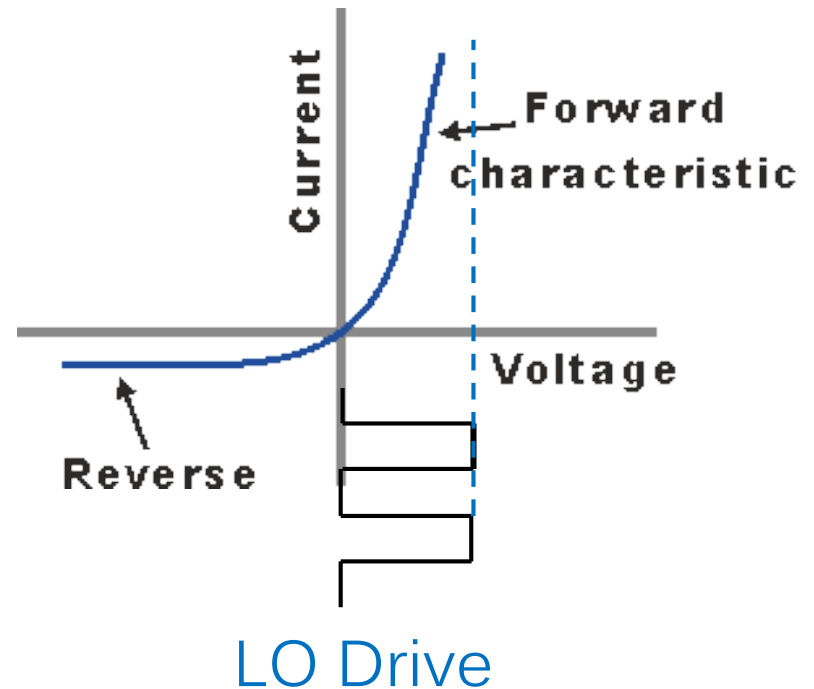 Current
Forward
characteristic
Voltage
Reverse
LO Drive